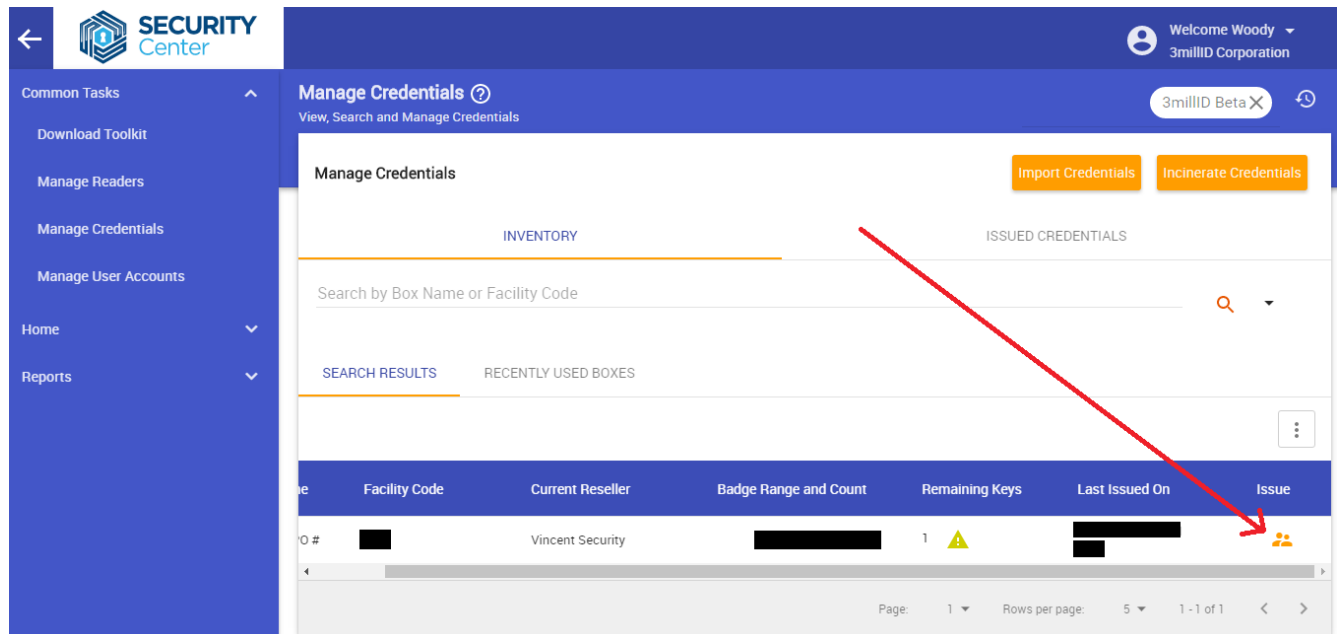 SECURITY
Center
Welcome Woody
3millID Corporation
Common Tasks
Download Toolkit
Manage Readers
Manage Credentials
Manage User Accounts
Home
Reports
Manage Credentials ?
View, Search and Manage Credentials
3millID Beta
Manage Credentials
Import Credentials
Incinerate Credentials
INVENTORY
ISSUED CREDENTIALS
Search by Box Name or Facility Code
SEARCH RESULTS
RECENTLY USED BOXES
Facility Code
Current Reseller
Badge Range and Count
Remaining Keys
Last Issued On
Issue
Vincent Security
1
Page: 1
Rows per page: 5
1 - 1 of 1